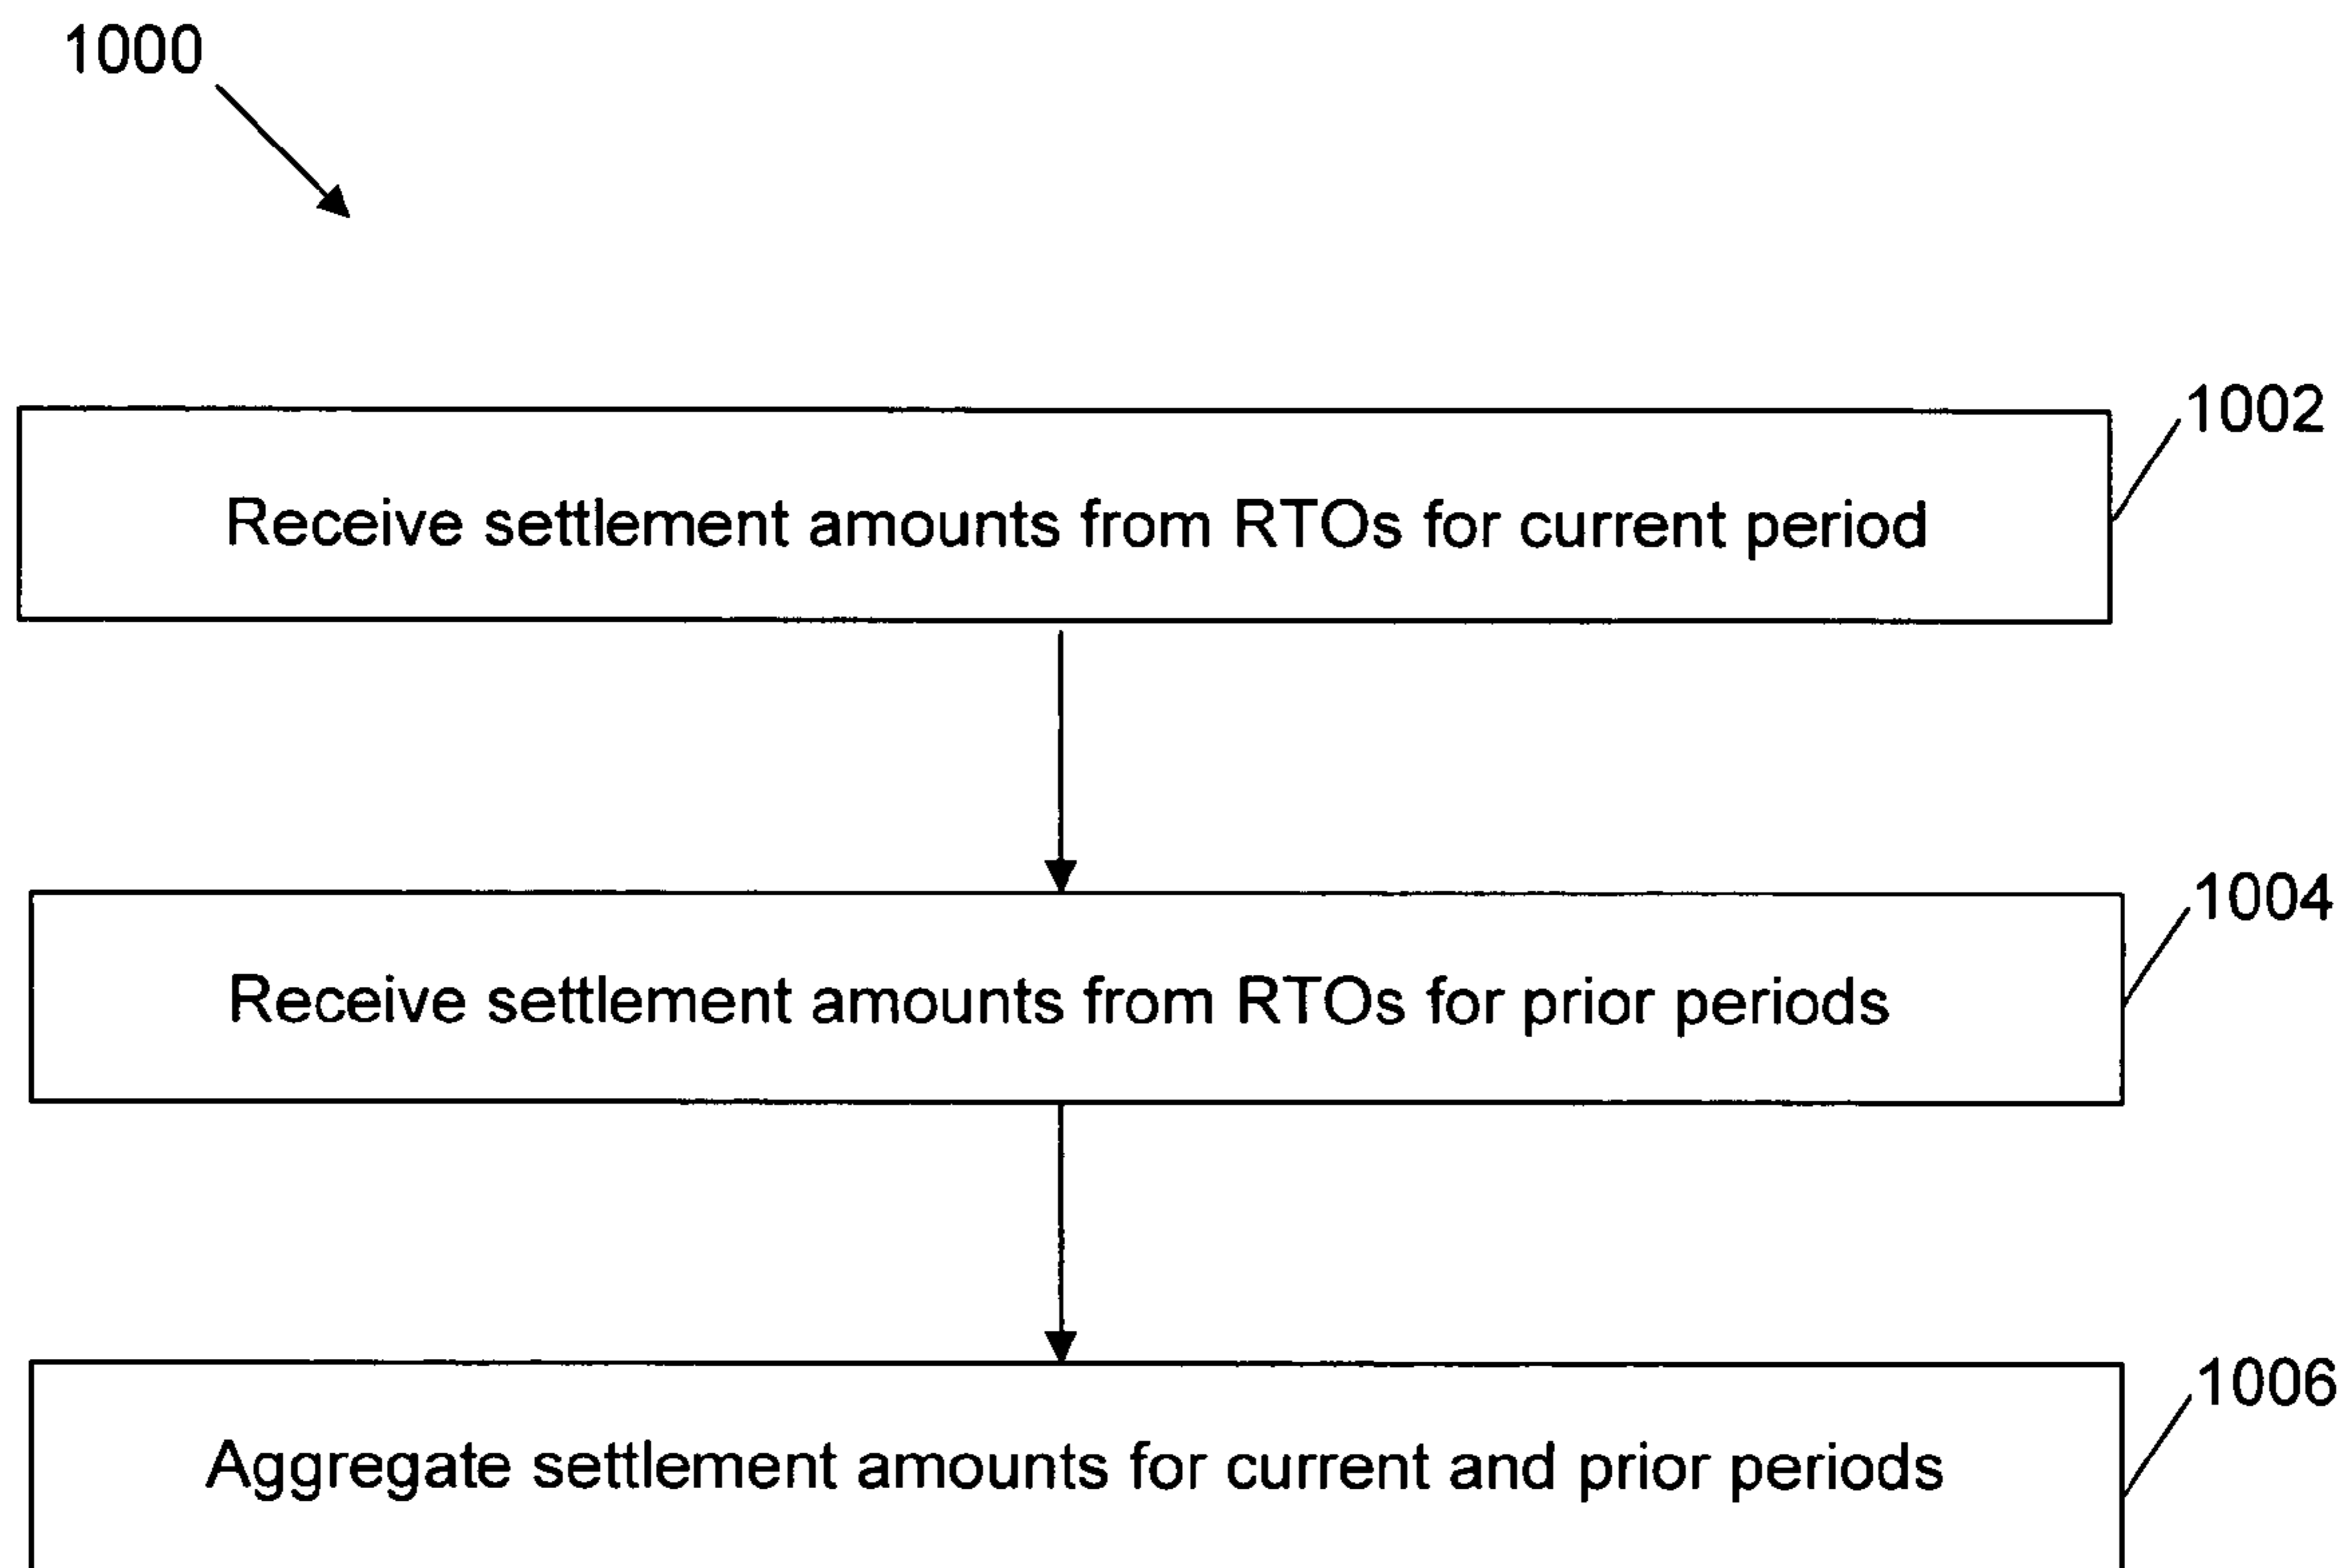 1000
1002
Receive settlement amounts from RTOs for current period
1004
Receive settlement amounts from RTOs for prior periods
1006
Aggregate settlement amounts for current and prior periods